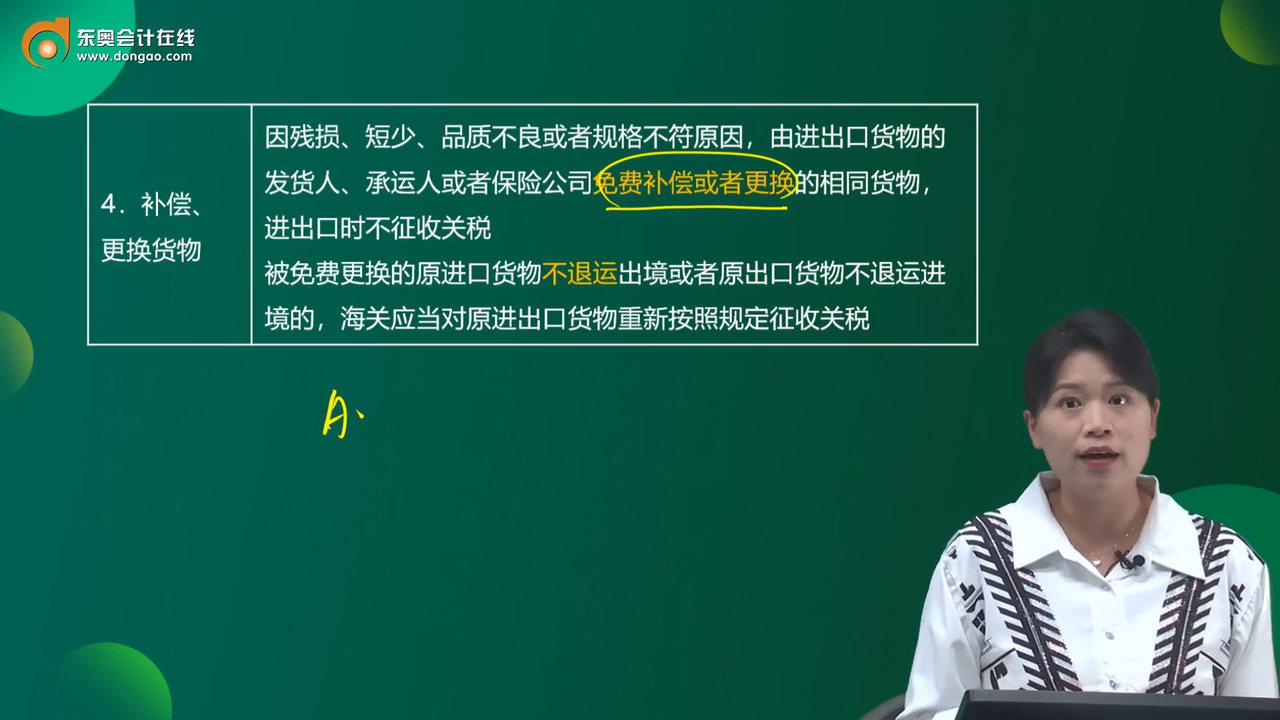 东奥会计在线
www.dongao.com
4．补偿、
更换货物
因残损、短少、品质不良或者规格不符原因，由进出口货物的
发货人、承运人或者保险公司免费补偿或者更换的相同货物，
进出口时不征收关税
被免费更换的原进口货物不退运出境或者原出口货物不退运进
境的，海关应当对原进出口货物重新按照规定征收关税
A